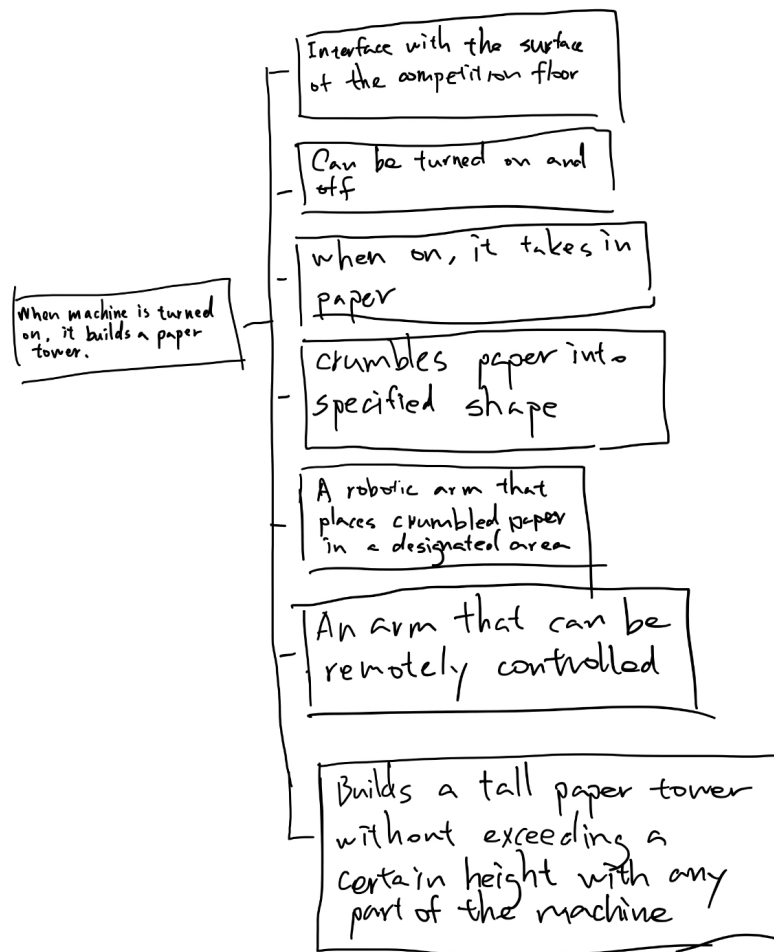 Interface with the surface
of the competition floor
Can be turned on and
off
when on, it takes in
paper
When machine is turned
on, it builds a paper
tower.
crumbles paper into
specified shape
A robotic arm that
places crumbled paper
in a designated area
An arm that can be
remotely controlled
Builds a tall paper tower
without exceeding a
certain height with any
part of the machine